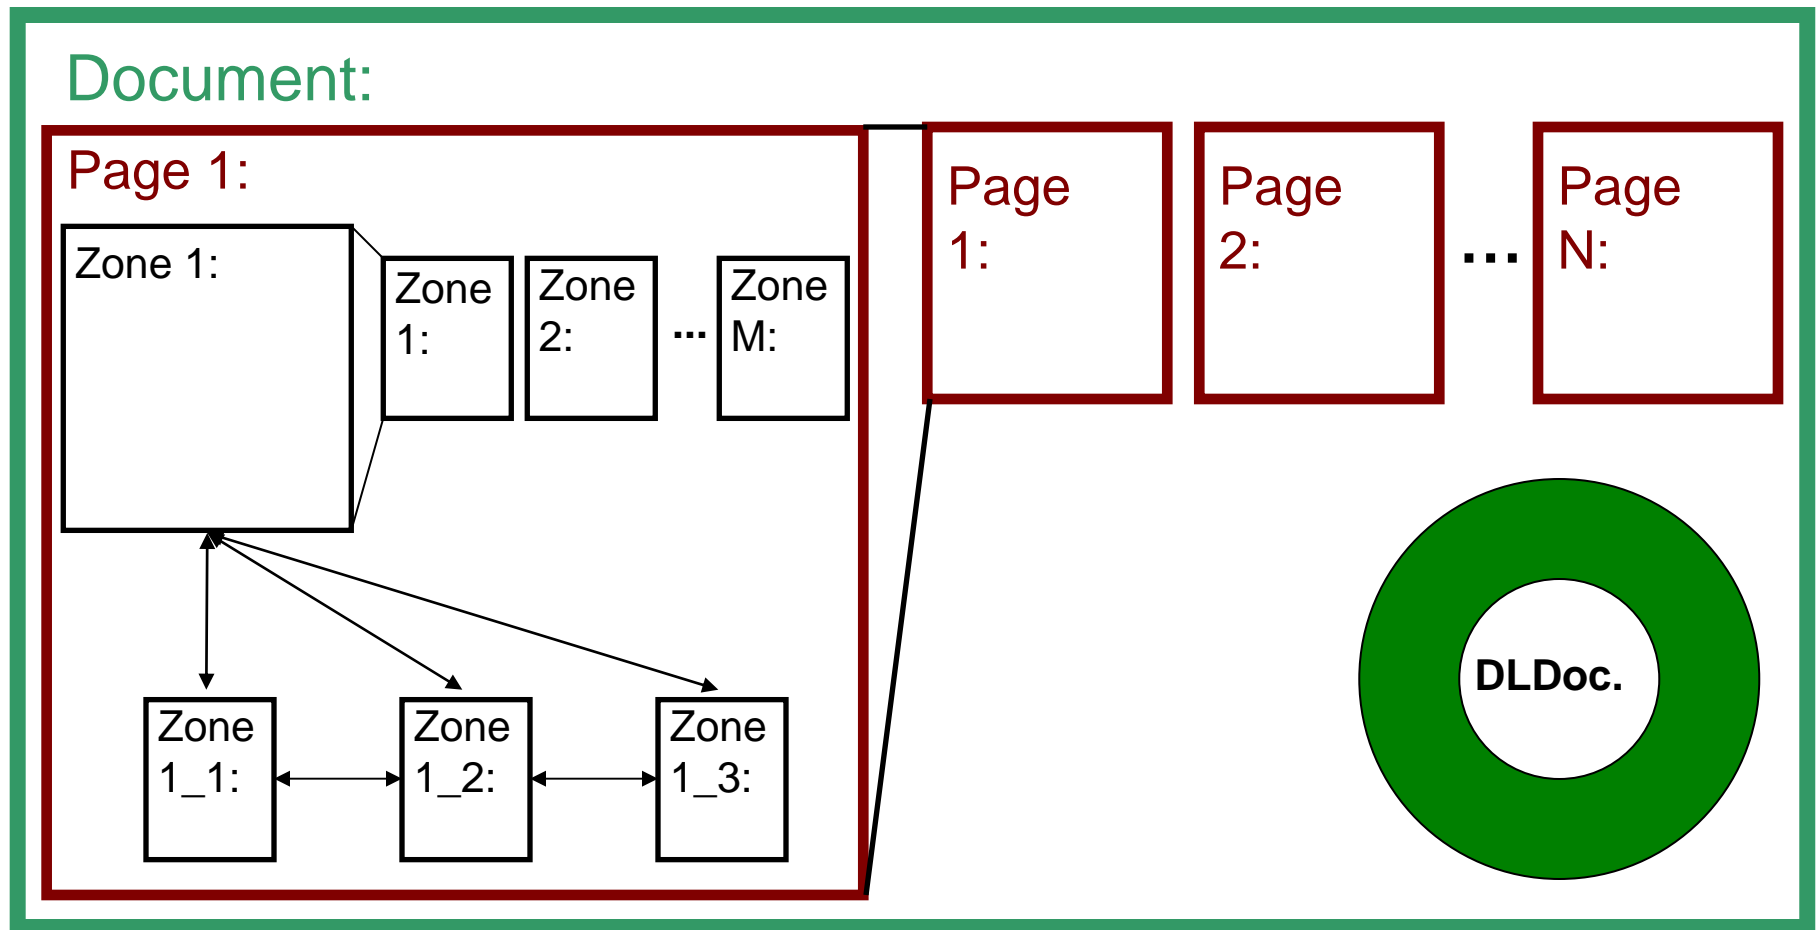 Document:
Page 1:
Zone 1:
Zone
1:
Zone
2:
...
Zone
M:
Zone
1_1:
Zone
1_2:
Zone
1_3:
Page
1:
Page
2:
...
Page
N:
DLDoc.